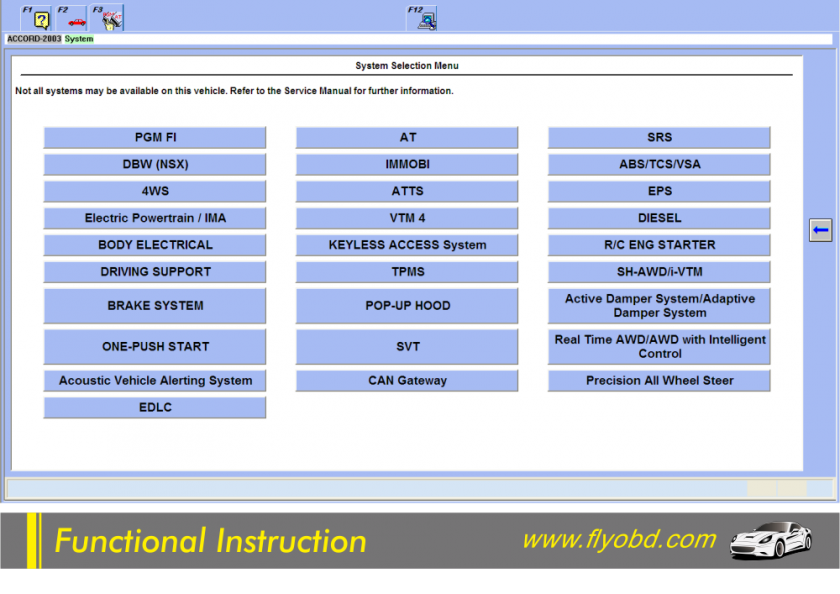 F1 F2 F3 F12
ACCORD-2003 System
System Selection Menu
Not all systems may be available on this vehicle. Refer to the Service Manual for further information.
PGM FI AT SRS
DBW (NSX) IMMOBI ABS/TCS/VSA
4WS ATTS EPS
Electric Powertrain / IMA VTM 4 DIESEL
BODY ELECTRICAL KEYLESS ACCESS System R/C ENG STARTER
DRIVING SUPPORT TPMS SH-AWD/i-VTM
BRAKE SYSTEM POP-UP HOOD Active Damper System/Adaptive
Damper System
ONE-PUSH START SVT Real Time AWD/AWD with Intelligent
Control
Acoustic Vehicle Alerting System CAN Gateway Precision All Wheel Steer
EDLC
Functional Instruction www.flyobd.com